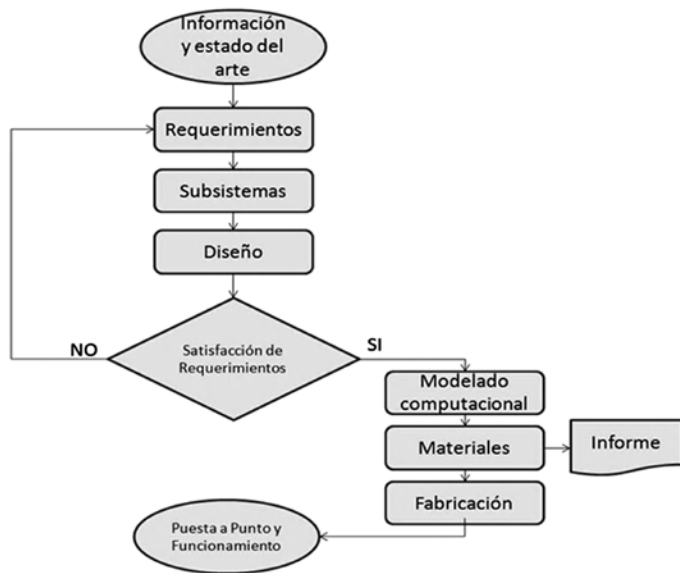 Información
y estado del
arte
Requerimientos
Subsistemas
Diseño
NO
Satisfacción de
Requerimientos
SI
Modelado
computacional
Materiales
Informe
Fabricación
Puesta a Punto y
Funcionamiento